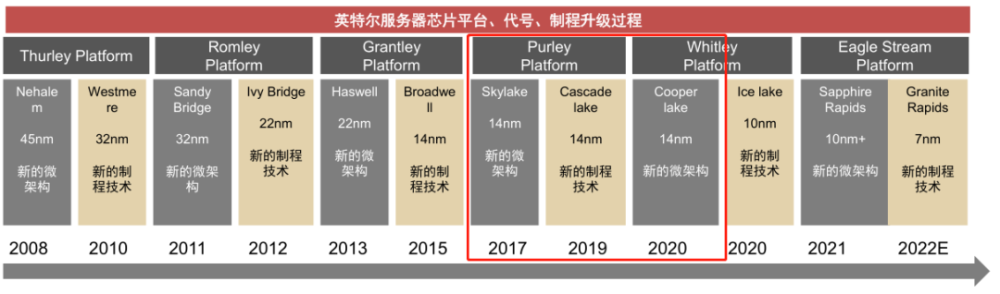 英特尔服务器芯片平台、代号、制程升级过程
Thurley Platform
Romley
Platform
Grantley
Platform
Purley
Platform
Whitley
Platform
Eagle Stream
Platform
Nehale
m
45nm
新的微
架构
Westme
re
32nm
新的制
程技术
Sandy
Bridge
32nm
新的微架
构
Ivy Bridge
22nm
新的制程
技术
Haswell
22nm
新的微
架构
Broadwe
ll
14nm
新的制
程技术
Skylake
14nm
新的微
架构
Cascade
lake
14nm
新的制
程技术
Cooper
lake
14nm
新的微架构
Ice lake
10nm
新的制
程技术
Sapphire
Rapids
10nm+
新的微架构
Granite
Rapids
7nm
新的制
程技术
2008
2010
2011
2012
2013
2015
2017
2019
2020
2020
2021
2022E